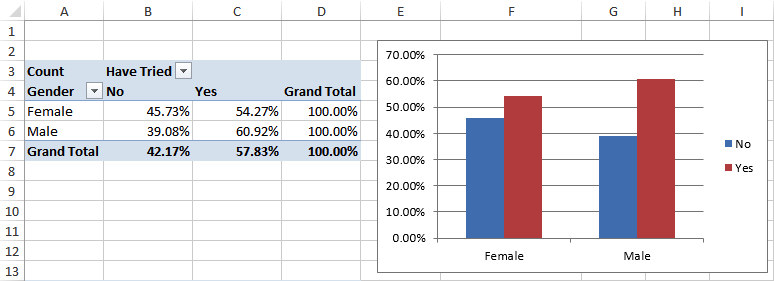 A B C D E F G H I
1
2
3 Count Have Tried
4 Gender No Yes Grand Total
5 Female 45.73% 54.27% 100.00%
6 Male 39.08% 60.92% 100.00%
7 Grand Total 42.17% 57.83% 100.00%
8
9
10
11
12
13
70.00%
60.00%
50.00%
40.00%
30.00%
20.00%
10.00%
0.00%
Female Male
No
Yes